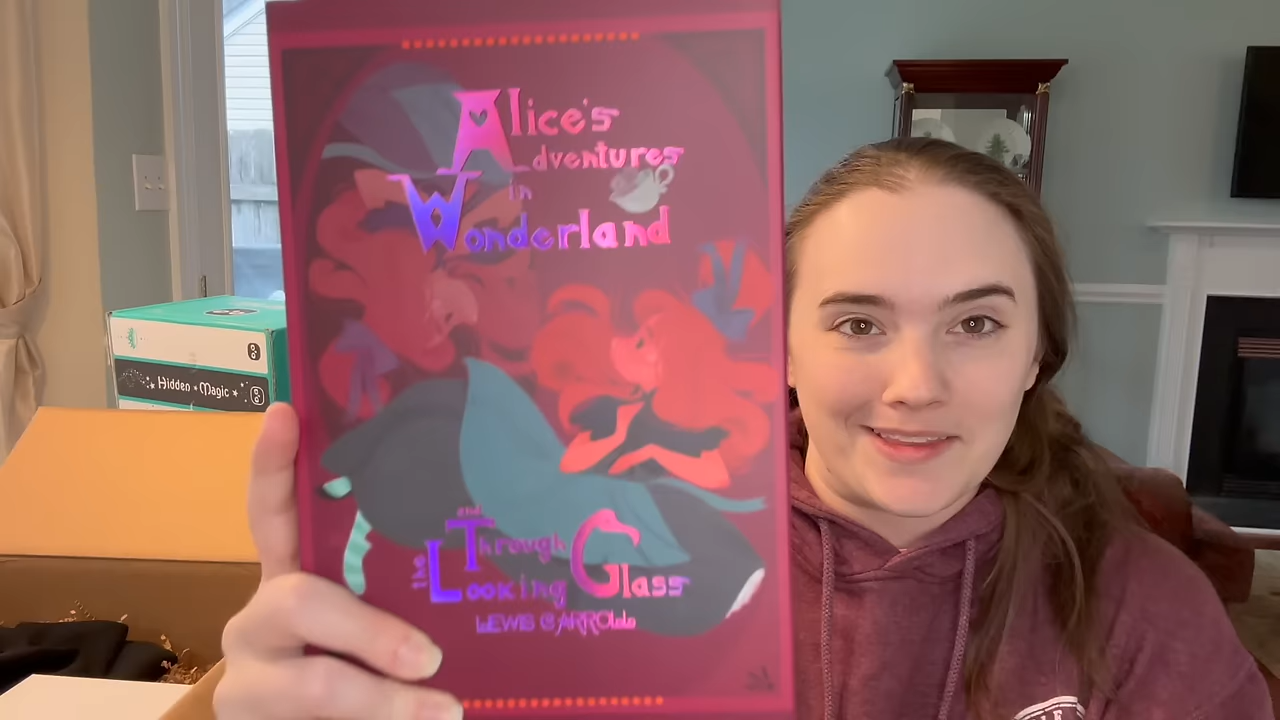 Alice's
Adventures
in
Wonderland
and
Through
the Looking Glass
LEWIS CARROLL
Hidden Magic